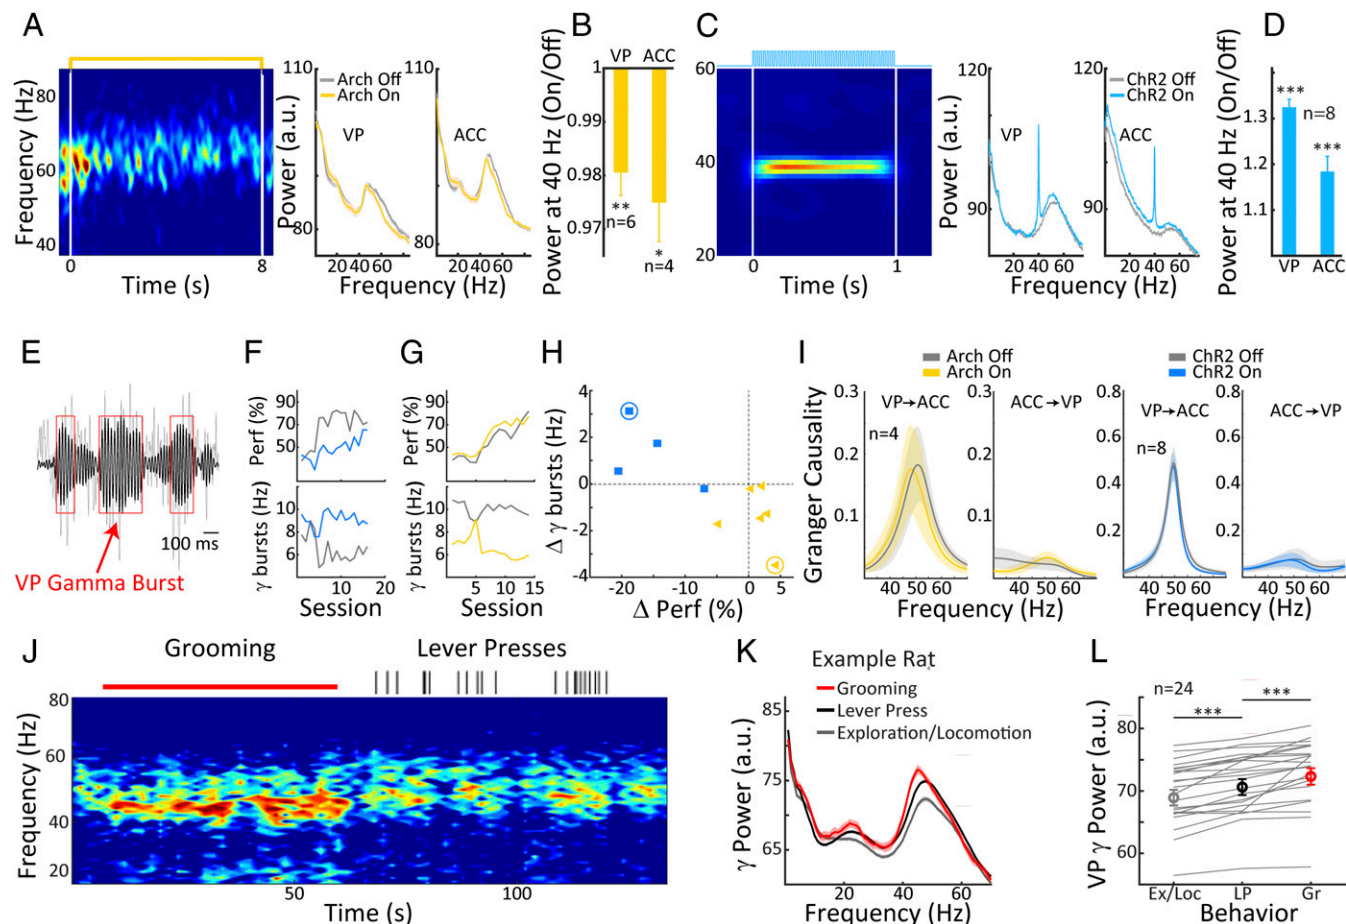 A
Frequency (Hz)
80
60
40
0
8
Time (s)
Power (a.u.)
110
80
Arch Off
Arch On
VP
20 40 60
110
80
ACC
20 40 60
Frequency (Hz)
B
Power at 40 Hz (On/Off)
VP ACC
1
0.99
0.98
0.97
**
n=6
*
n=4
C
60
40
20
0
1
Time (s)
Power (a.u.)
120
90
ChR2 Off
ChR2 On
VP
20 40 60
120
90
ACC
20 40 60
Frequency (Hz)
D
Power at 40 Hz (On/Off)
1.3
1.2
1.1
***
n=8
***
VP ACC
E
100 ms
VP Gamma Burst
F
Perf (%)
90
70
50
γ bursts (Hz)
10
8
6
0 10 20
Session
G
Perf (%)
90
70
50
γ bursts (Hz)
10
8
6
0 5 10 15
Session
H
Δ γ bursts (Hz)
4
2
0
-2
-4
-20 -10 0
Δ Perf (%)
I
Arch Off
Arch On
ChR2 Off
ChR2 On
Granger Causality
0.3
0.2
0.1
VP→ACC
n=4
40 50 60
0.3
0.2
0.1
ACC→VP
40 50 60
Frequency (Hz)
0.8
0.6
0.4
0.2
VP→ACC
n=8
40 50 60
0.8
0.6
0.4
0.2
ACC→VP
40 50 60
Frequency (Hz)
J
Grooming
Lever Presses
Frequency (Hz)
80
60
40
20
50
100
Time (s)
K
Example Rat
Grooming
Lever Press
Exploration/Locomotion
γ Power (a.u.)
85
75
65
20 40 60
Frequency (Hz)
L
n=24
***
***
VP γ Power (a.u.)
80
70
60
Ex/Loc LP Gr
Behavior